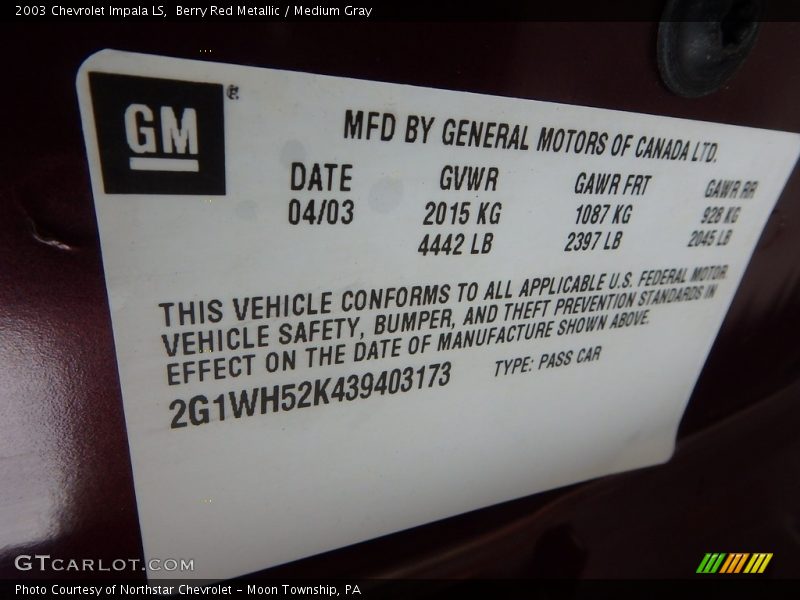 2003 Chevrolet Impala LS,  Berry Red Metallic / Medium Gray
GM®
MFD BY GENERAL MOTORS OF CANADA LTD.
DATE GVWR GAWR FRT GAWR RR
04/03 2015 KG 1087 KG 928 KG
4442 LB 2397 LB 2045 LB
THIS VEHICLE CONFORMS TO ALL APPLICABLE U.S. FEDERAL MOTOR
VEHICLE SAFETY, BUMPER, AND THEFT PREVENTION STANDARDS IN
EFFECT ON THE DATE OF MANUFACTURE SHOWN ABOVE.
2G1WH52K439403173 TYPE: PASS CAR
GTCARLOT.COM
Photo Courtesy of Northstar Chevrolet - Moon Township, PA